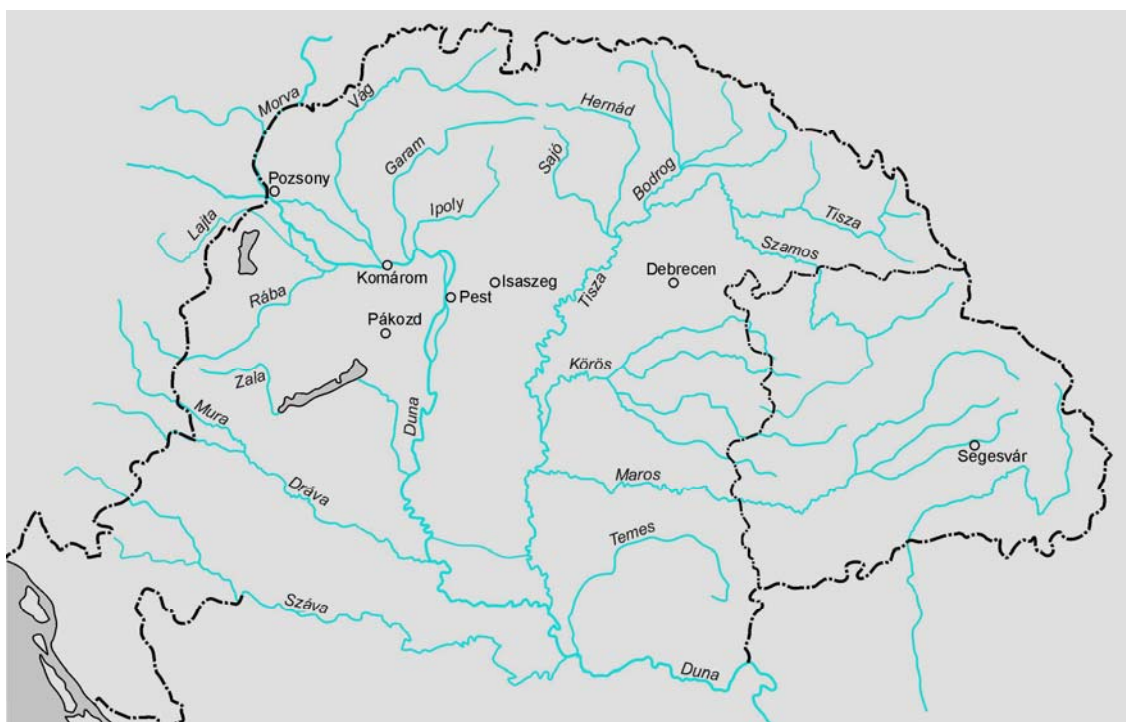 Morva
Vág
Hernád
Garam
Sajó
Bodrog
Pozsony
Ipoly
Lajta
Tisza
Szamos
Komárom
Isaszeg
Debrecen
Tisza
Rába
Pest
Pákozd
Körös
Zala
Mura
Duna
Segesvár
Maros
Dráva
Temes
Száva
Duna